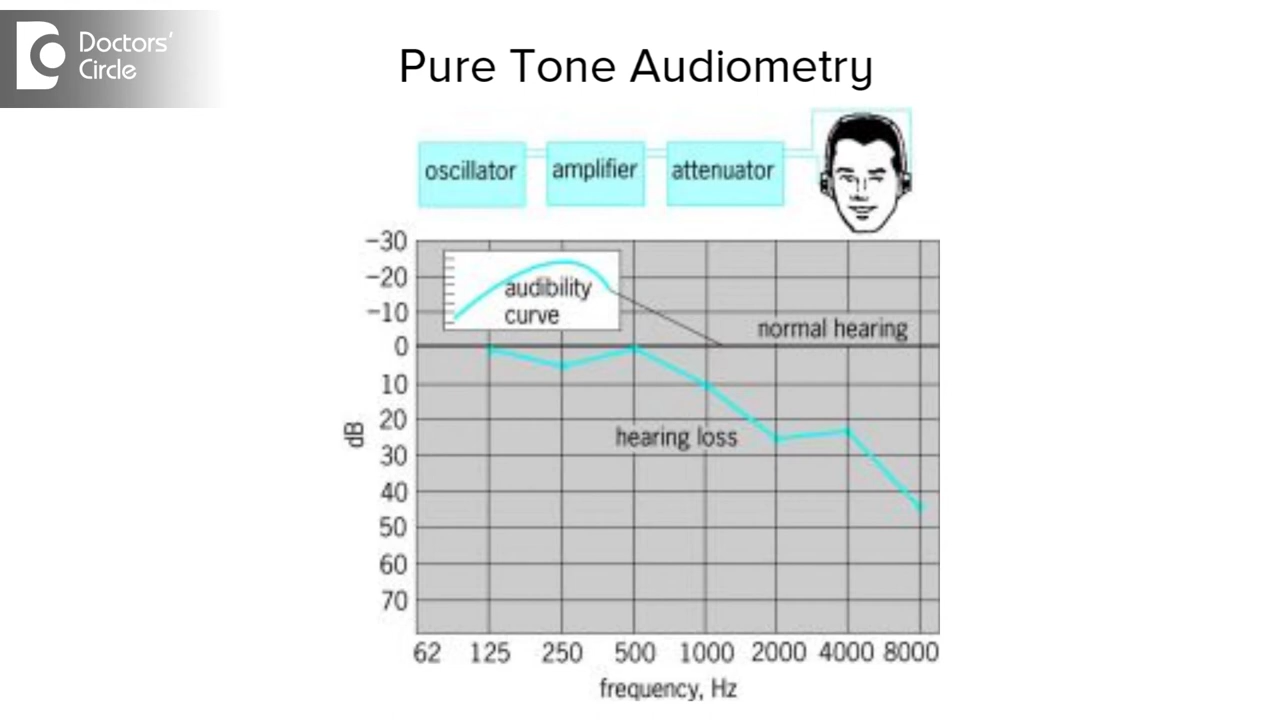 Doctors'
Circle
Pure Tone Audiometry
oscillator
amplifier
attenuator
−30
−20
−10
0
10
20
30
40
50
60
70
dB
audibility
curve
normal hearing
hearing loss
62 125 250 500 1000 2000 4000 8000
frequency, Hz